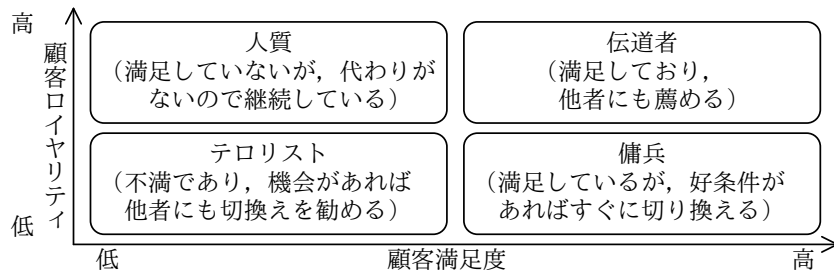 高
顧客ロイヤリティ
低
人質
（満足していないが，代わりが
ないので継続している）
伝道者
（満足しており，
他者にも薦める）
テロリスト
（不満であり，機会があれば
他者にも切換えを勧める）
傭兵
（満足しているが，好条件が
あればすぐに切り換える）
低
顧客満足度
高